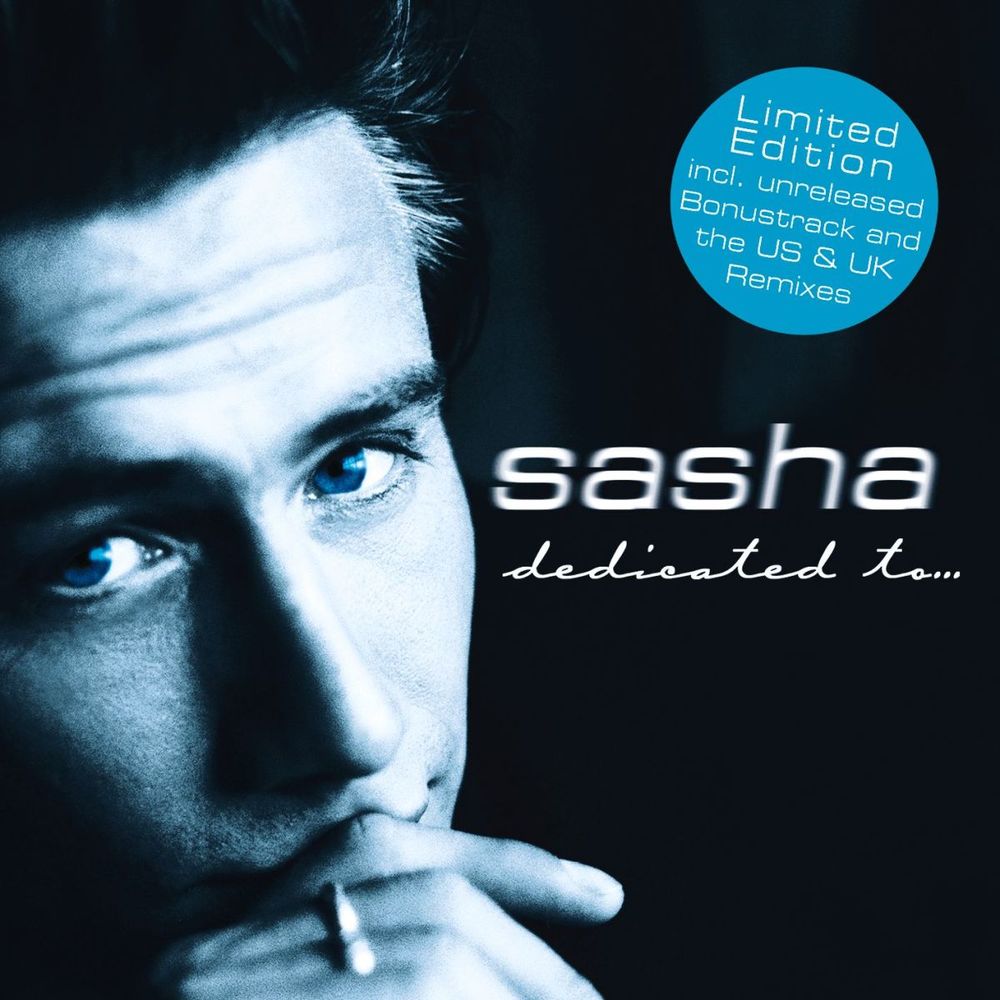 Limited
Edition
incl. unreleased
Bonustrack and
the US & UK
Remixes
sasha
dedicated to...